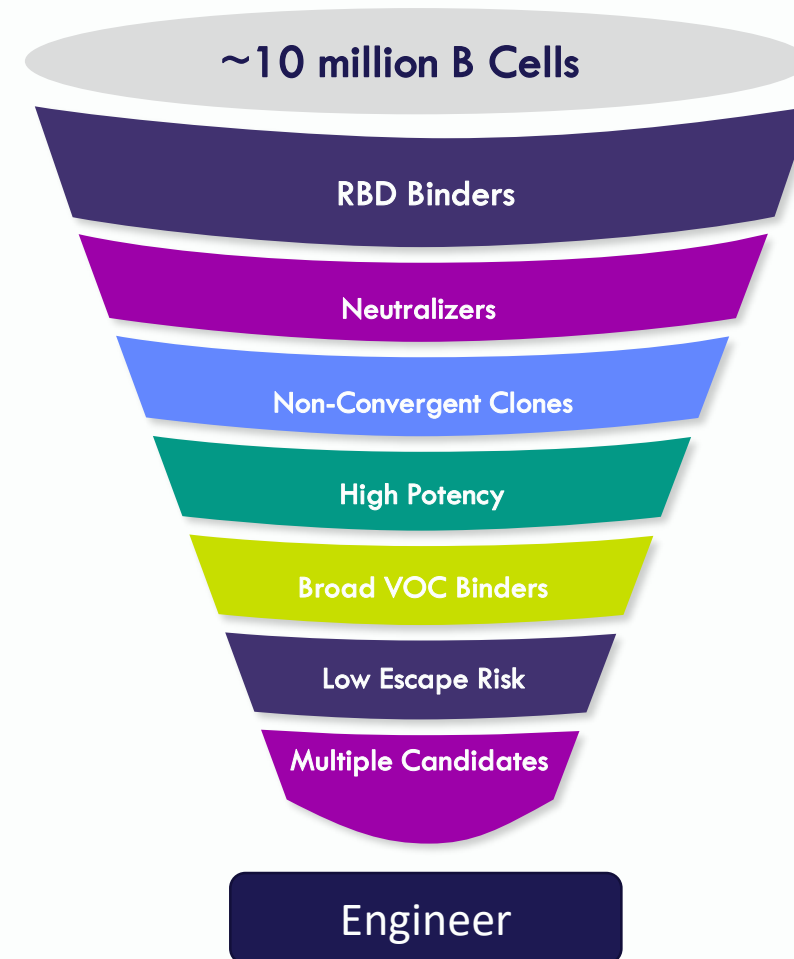 ~10 million B Cells
RBD Binders
Neutralizers
Non-Convergent Clones
High Potency
Broad VOC Binders
Low Escape Risk
Multiple Candidates
Engineer